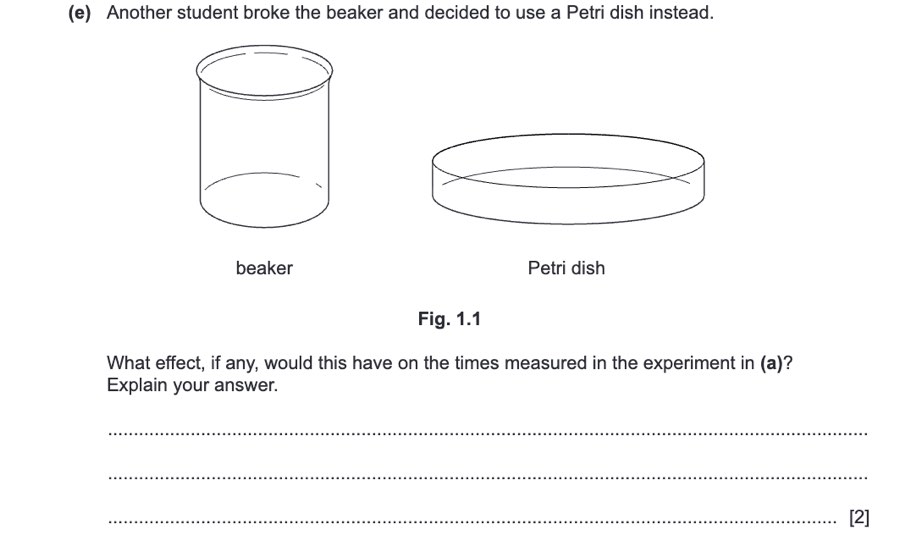 (e) Another student broke the beaker and decided to use a Petri dish instead.
beaker
Petri dish
Fig. 1.1
What effect, if any, would this have on the times measured in the experiment in (a)?
Explain your answer.
[2]